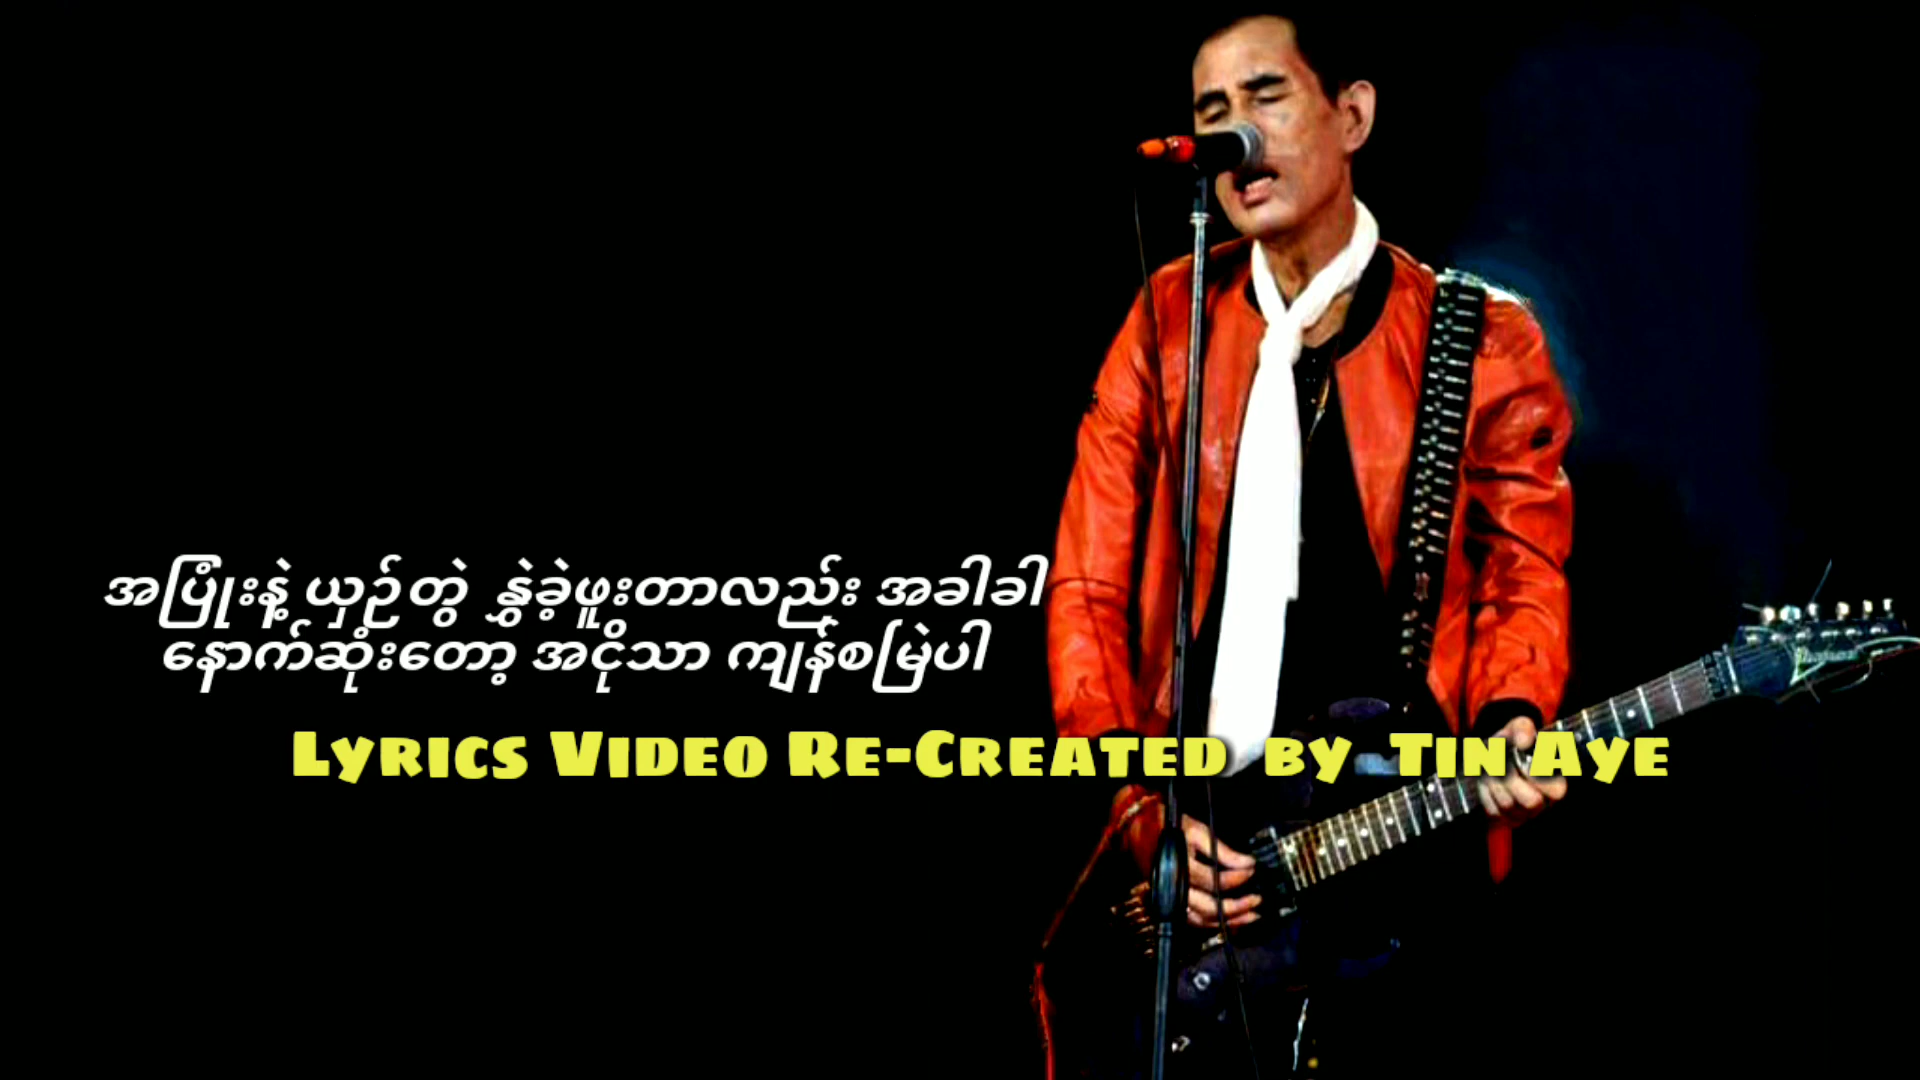 အပြုံးနဲ့ ယှဉ်တွဲ နွှဲခဲ့ဖူးတာလည်း အခါခါ
နောက်ဆုံးတော့ အငိုသာ ကျန်စမြဲပါ
Lyrics Video Re-Created by Tin Aye
Ibanez